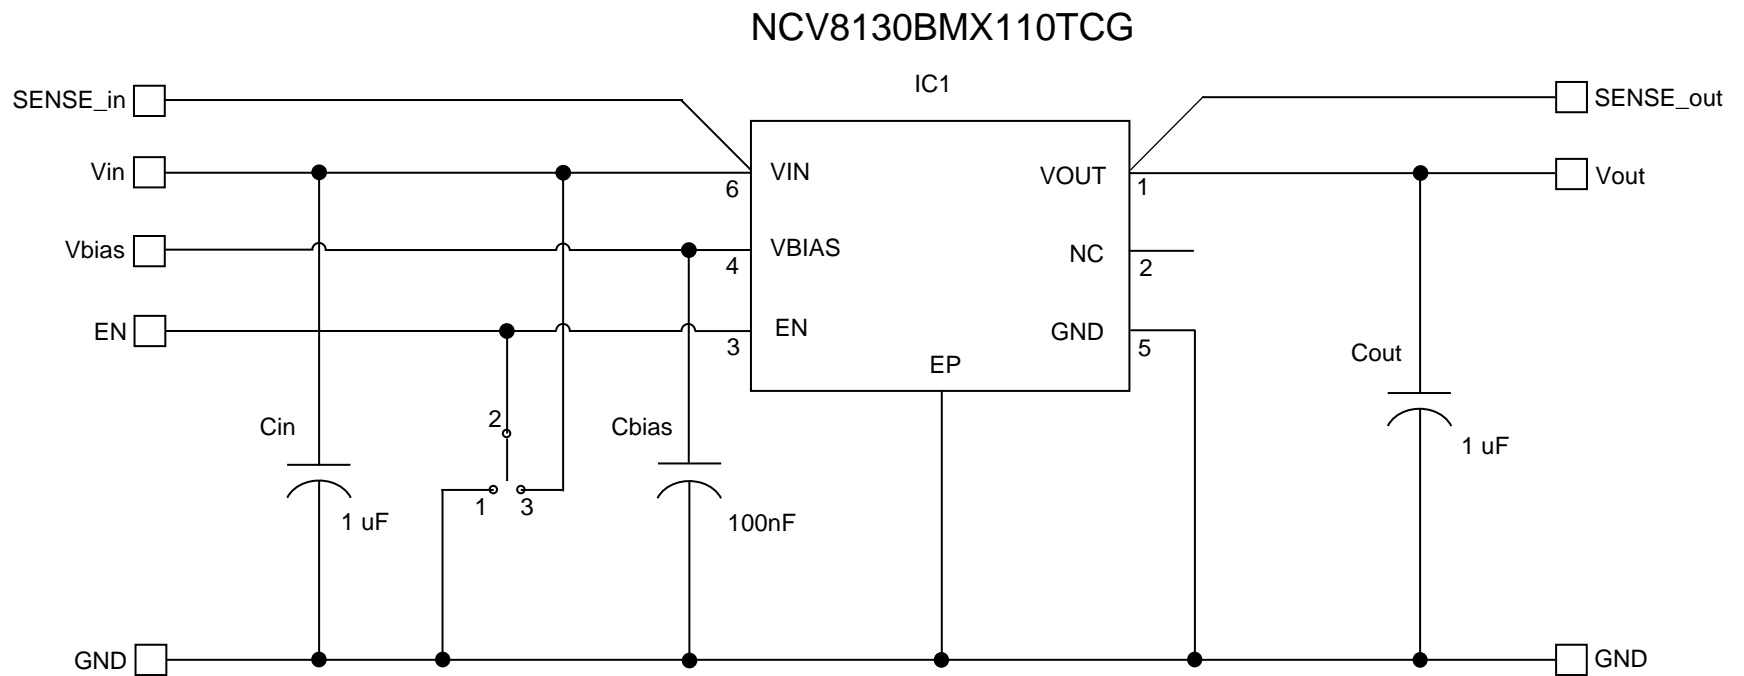 NCV8130BMX110TCG
IC1
SENSE_in
SENSE_out
Vin
VIN
6
VOUT
1
Vout
Vbias
VBIAS
4
NC
2
EN
EN
3
GND
5
EP
Cout
1 uF
Cin
1 uF
2
1
3
Cbias
100nF
GND
GND